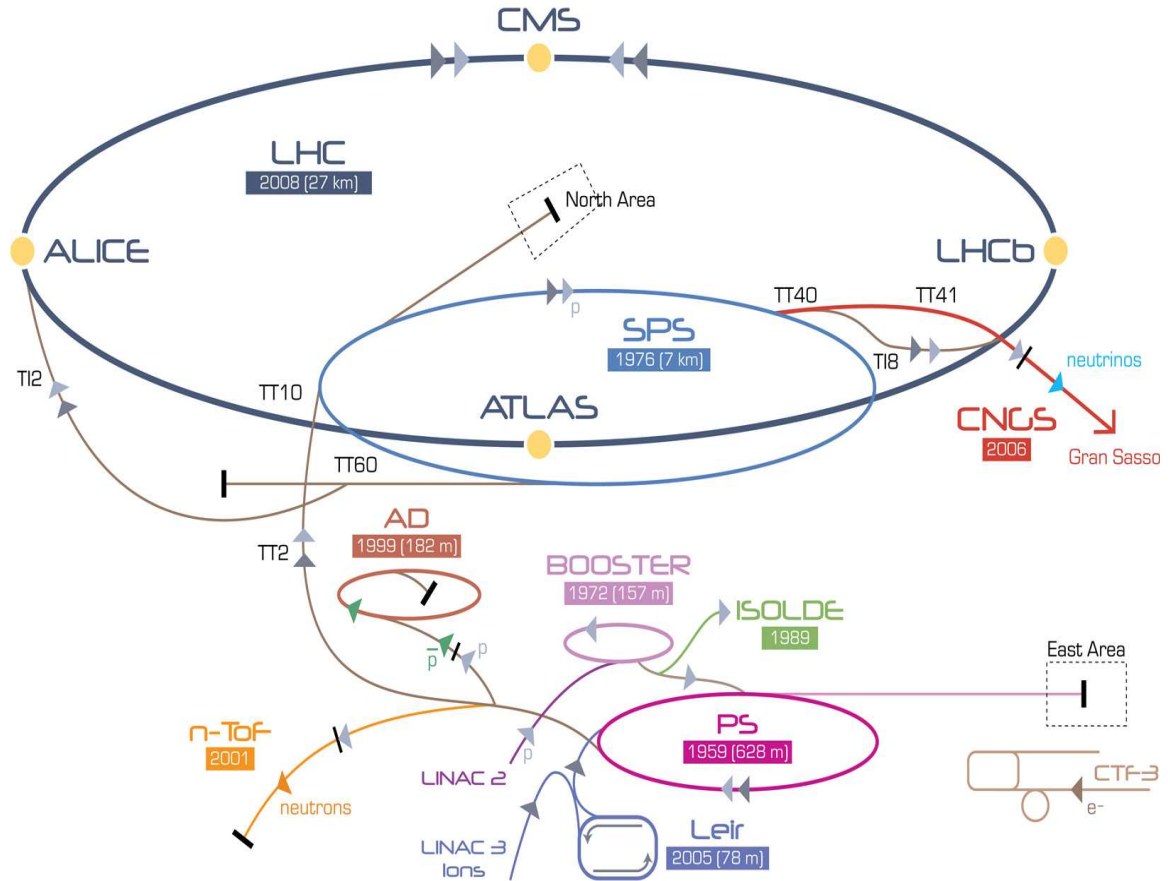 CMS
LHC
2008 (27 km)
North Area
ALICE
LHCb
TT40
TT41
p
SPS
1976 (7 km)
TI8
neutrinos
TI2
TT10
ATLAS
CNGS
2006
Gran Sasso
TT60
AD
1999 (182 m)
TT2
BOOSTER
1972 (157 m)
ISOLDE
1989
p
p̅
East Area
n-ToF
2001
PS
1959 (628 m)
p
LINAC 2
CTF-3
e-
neutrons
LINAC 3
Ions
Leir
2005 (78 m)